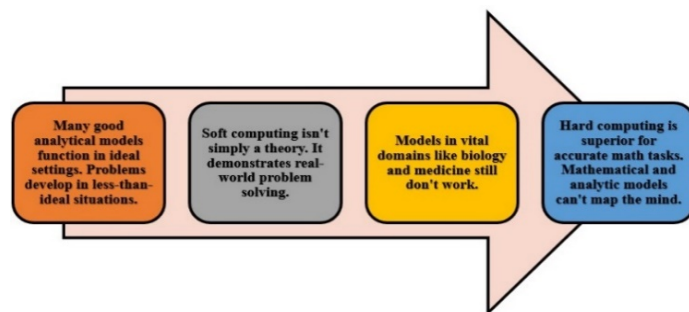 Many good
analytical models
function in ideal
settings. Problems
develop in less-than-
ideal situations.
Soft computing isn't
simply a theory. It
demonstrates real-
world problem
solving.
Models in vital
domains like biology
and medicine still
don't work.
Hard computing is
superior for
accurate math tasks.
Mathematical and
analytic models
can't map the mind.